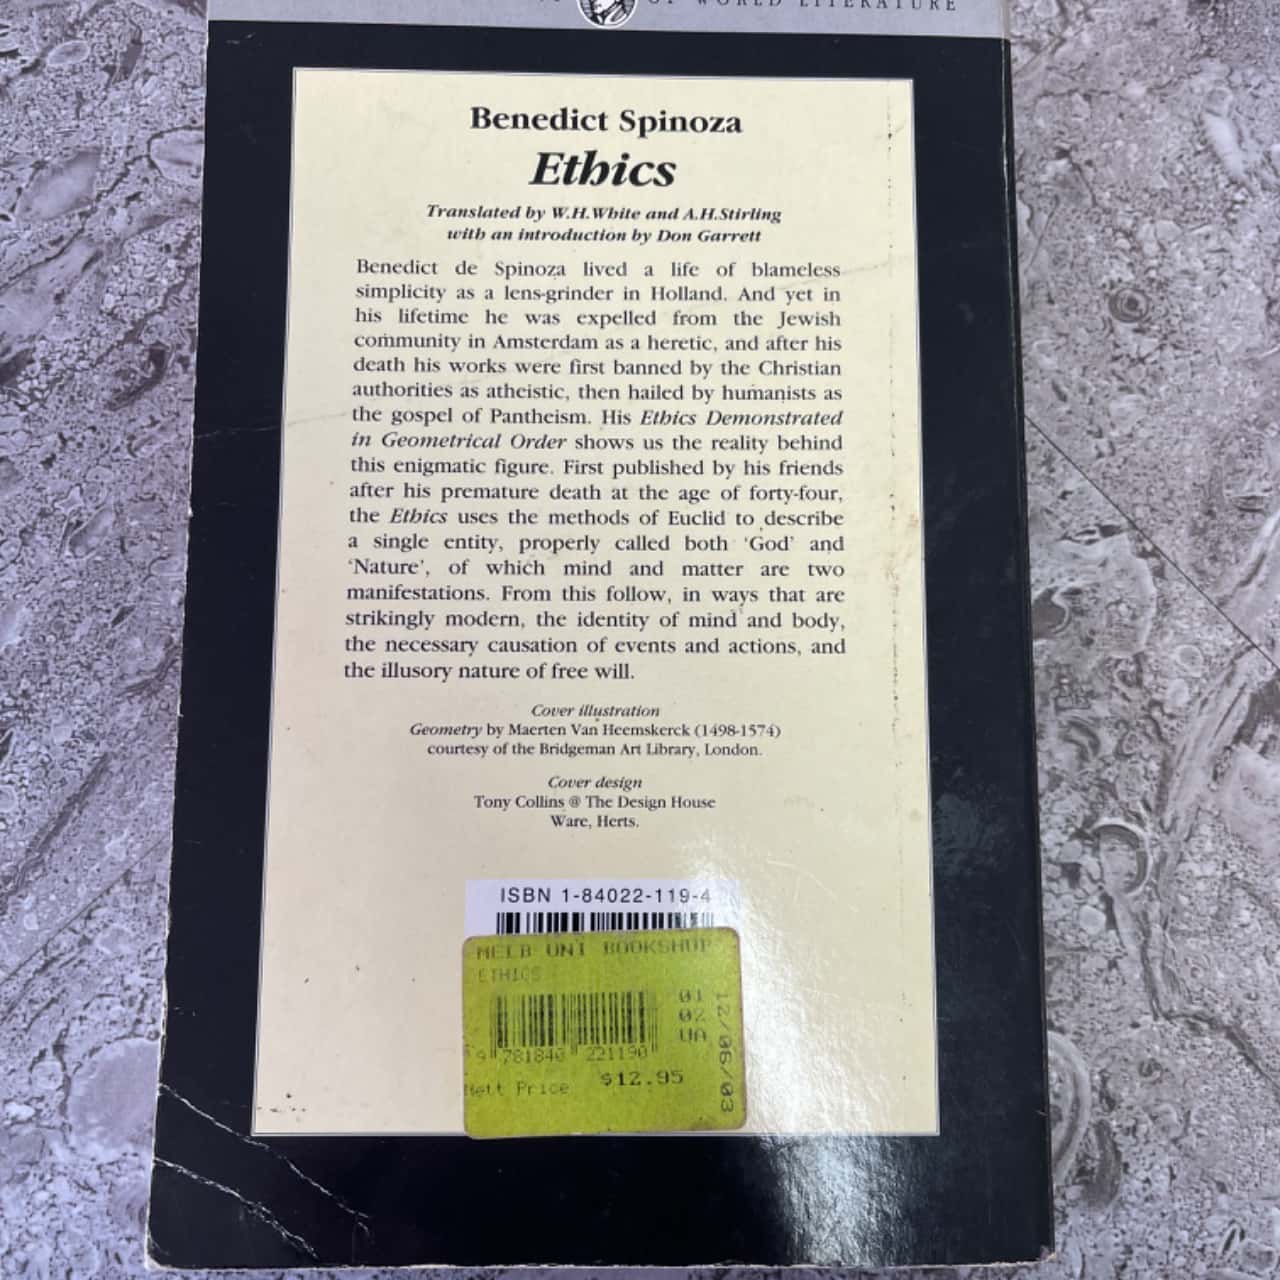 OF WORLD LITERATURE
Benedict Spinoza
Ethics
Translated by W.H.White and A.H.Stirling
with an introduction by Don Garrett
Benedict de Spinoza lived a life of blameless
simplicity as a lens-grinder in Holland. And yet in
his lifetime he was expelled from the Jewish
community in Amsterdam as a heretic, and after his
death his works were first banned by the Christian
authorities as atheistic, then hailed by humanists as
the gospel of Pantheism. His Ethics Demonstrated
in Geometrical Order shows us the reality behind
this enigmatic figure. First published by his friends
after his premature death at the age of forty-four,
the Ethics uses the methods of Euclid to describe
a single entity, properly called both ‘God’ and
‘Nature’, of which mind and matter are two
manifestations. From this follow, in ways that are
strikingly modern, the identity of mind and body,
the necessary causation of events and actions, and
the illusory nature of free will.
Cover illustration
Geometry by Maerten Van Heemskerck (1498-1574)
courtesy of the Bridgeman Art Library, London.
Cover design
Tony Collins @ The Design House
Ware, Herts.
ISBN 1-84022-119-4
MELB UNI BOOKSHOP
ETHICS
01
02
UA
12/06/03
9 781840 221190
Nett Price $12.95